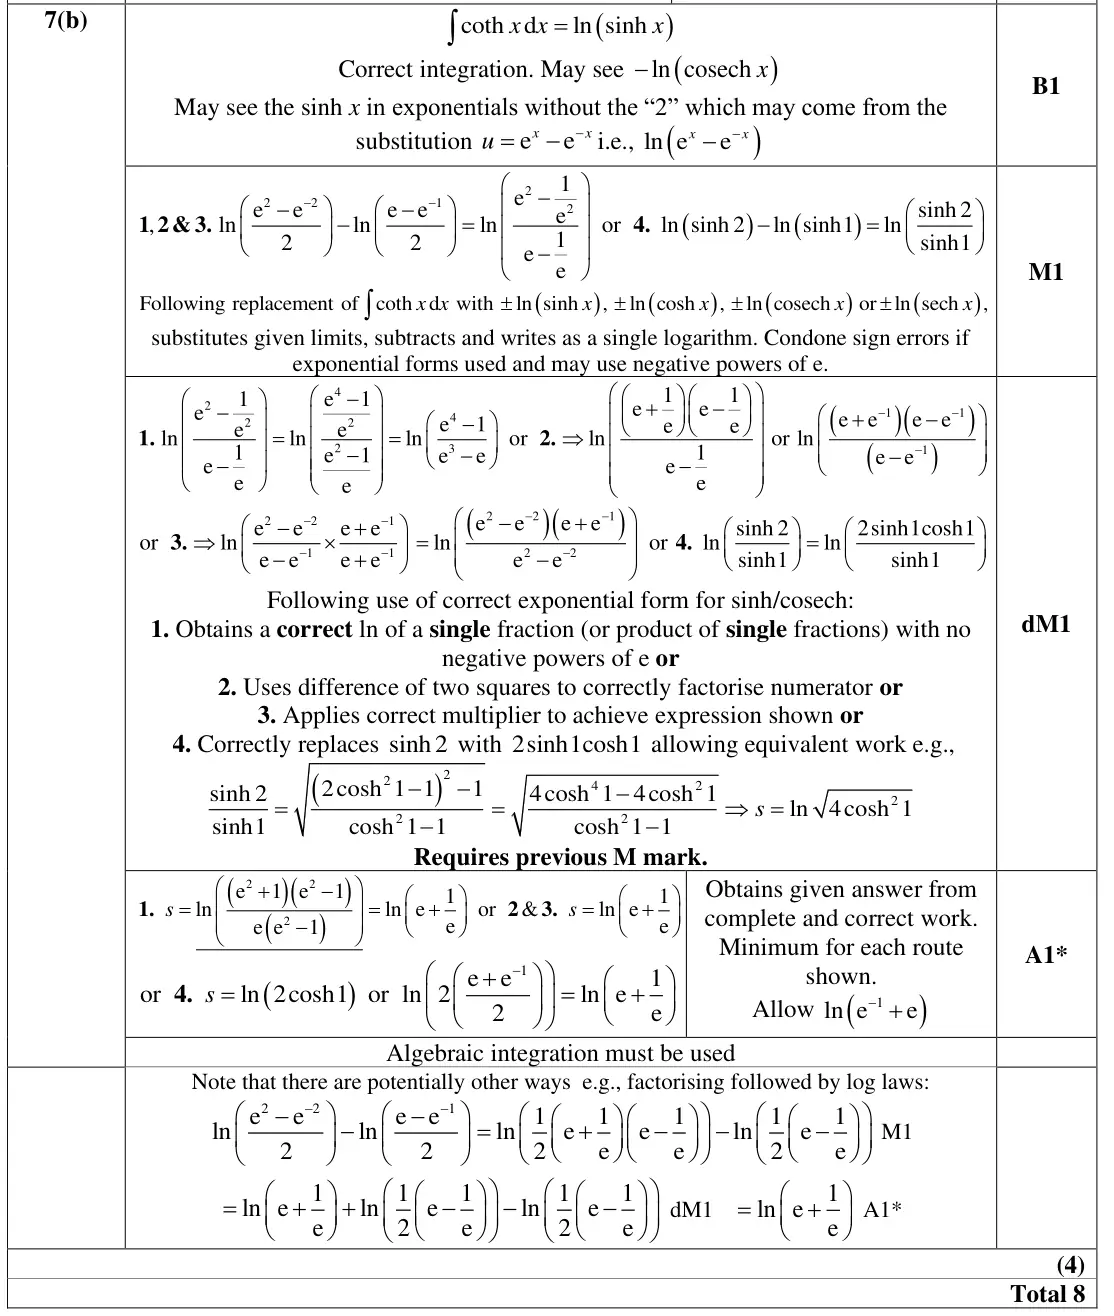 7(b)
∫coth x dx = ln(sinh x)
Correct integration. May see −ln(cosech x)
May see the sinh x in exponentials without the “2” which may come from the
substitution u = eˣ − e⁻ˣ i.e., ln(eˣ − e⁻ˣ)
B1
1, 2 & 3. ln((e² − e⁻²)/2) − ln((e − e⁻¹)/2) = ln((e² − 1/e²)/(e − 1/e)) or 4. ln(sinh 2) − ln(sinh 1) = ln(sinh 2/sinh 1)
Following replacement of ∫coth x dx with ± ln(sinh x), ± ln(cosh x), ± ln(cosech x) or ± ln(sech x),
substitutes given limits, subtracts and writes as a single logarithm. Condone sign errors if
exponential forms used and may use negative powers of e.
M1
1. ln((e² − 1/e²)/(e − 1/e)) = ln(((e⁴ − 1)/e²)/((e² − 1)/e)) = ln((e⁴ − 1)/(e³ − e)) or 2. ⇒ ln(((e + 1/e)(e − 1/e))/(e − 1/e)) or ln(((e + e⁻¹)(e − e⁻¹))/(e − e⁻¹))
or 3. ⇒ ln((e² − e⁻²)/(e − e⁻¹) × (e + e⁻¹)/(e + e⁻¹)) = ln(((e² − e⁻²)(e + e⁻¹))/(e² − e⁻²)) or 4. ln(sinh 2/sinh 1) = ln(2sinh1cosh1/sinh1)
Following use of correct exponential form for sinh/cosech:
1. Obtains a correct ln of a single fraction (or product of single fractions) with no
negative powers of e or
2. Uses difference of two squares to correctly factorise numerator or
3. Applies correct multiplier to achieve expression shown or
4. Correctly replaces sinh 2 with 2sinh1cosh1 allowing equivalent work e.g.,
sinh 2/sinh 1 = √(((2cosh²1 − 1)² − 1)/(cosh²1 − 1)) = √((4cosh⁴1 − 4cosh²1)/(cosh²1 − 1)) ⇒ s = ln √(4cosh²1)
Requires previous M mark.
dM1
1. s = ln(((e² + 1)(e² − 1))/(e(e² − 1))) = ln(e + 1/e) or 2 & 3. s = ln(e + 1/e)
or 4. s = ln(2cosh1) or ln(2((e + e⁻¹)/2)) = ln(e + 1/e)
Obtains given answer from
complete and correct work.
Minimum for each route
shown.
Allow ln(e⁻¹ + e)
A1*
Algebraic integration must be used
Note that there are potentially other ways e.g., factorising followed by log laws:
ln((e² − e⁻²)/2) − ln((e − e⁻¹)/2) = ln(1/2(e + 1/e)(e − 1/e)) − ln(1/2(e − 1/e)) M1
= ln(e + 1/e) + ln(1/2(e − 1/e)) − ln(1/2(e − 1/e)) dM1 = ln(e + 1/e) A1*
(4)
Total 8